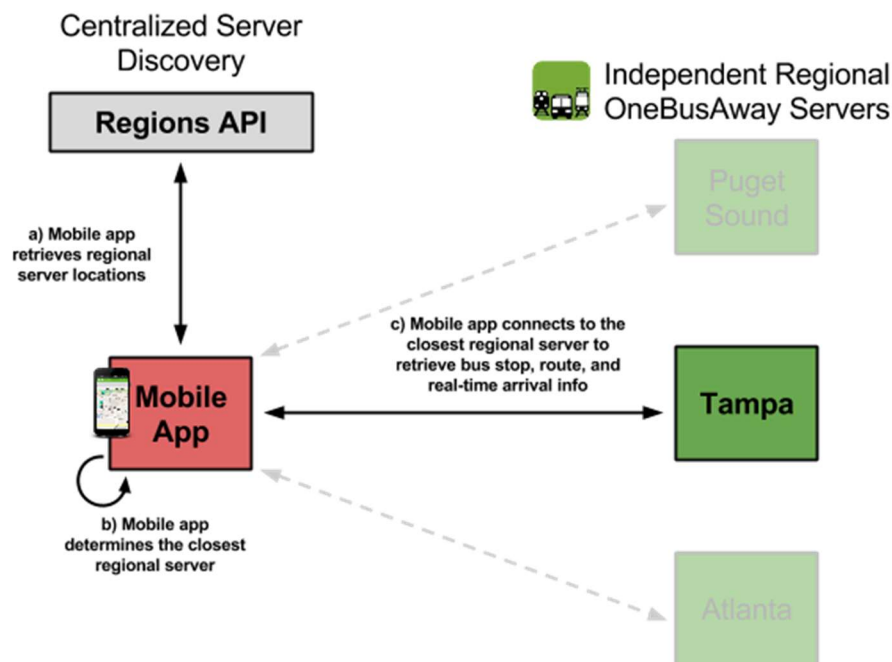 Centralized Server
Discovery
Regions API
Independent Regional
OneBusAway Servers
Puget
Sound
a) Mobile app
retrieves regional
server locations
c) Mobile app connects to the
closest regional server to
retrieve bus stop, route, and
real-time arrival info
Mobile
App
Tampa
b) Mobile app
determines the closest
regional server
Atlanta